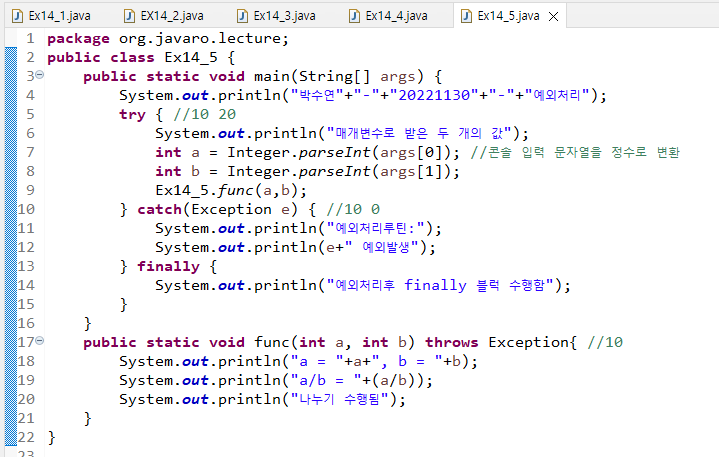 EX14_1.java EX14_2.java Ex14_3.java Ex14_4.java Ex14_5.java
1 package org.javaro.lecture;
2 public class Ex14_5 {
3 public static void main(String[] args) {
4 System.out.println("박수연"+"-"+"20221130"+"-"+"예외처리");
5 try { //10 20
6 System.out.println("매개변수로 받은 두 개의 값");
7 int a = Integer.parseInt(args[0]); //콘솔 입력 문자열을 정수로 변환
8 int b = Integer.parseInt(args[1]);
9 Ex14_5.func(a,b);
10 } catch(Exception e) { //10 0
11 System.out.println("예외처리루틴:");
12 System.out.println(e+" 예외발생");
13 } finally {
14 System.out.println("예외처리후 finally 블럭 수행함");
15 }
16 }
17 public static void func(int a, int b) throws Exception{ //10
18 System.out.println("a = "+a+", b = "+b);
19 System.out.println("a/b = "+(a/b));
20 System.out.println("나누기 수행됨");
21 }
22 }
23